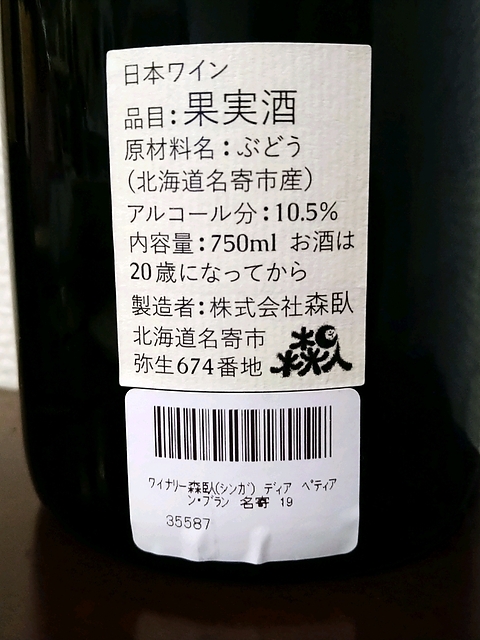 日本ワイン
品目:果実酒
原材料名:ぶどう
(北海道名寄市産)
アルコール分:10.5%
内容量:750ml お酒は
20歳になってから
製造者:株式会社森臥
北海道名寄市
弥生674番地
ワイナリー森臥(シンガ) ディア ペティア
ン・ブラン 名寄 19
35587